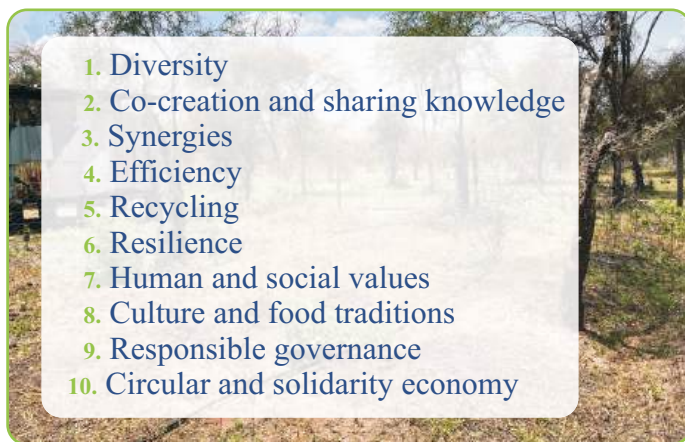 1. Diversity
2. Co-creation and sharing knowledge
3. Synergies
4. Efficiency
5. Recycling
6. Resilience
7. Human and social values
8. Culture and food traditions
9. Responsible governance
10. Circular and solidarity economy